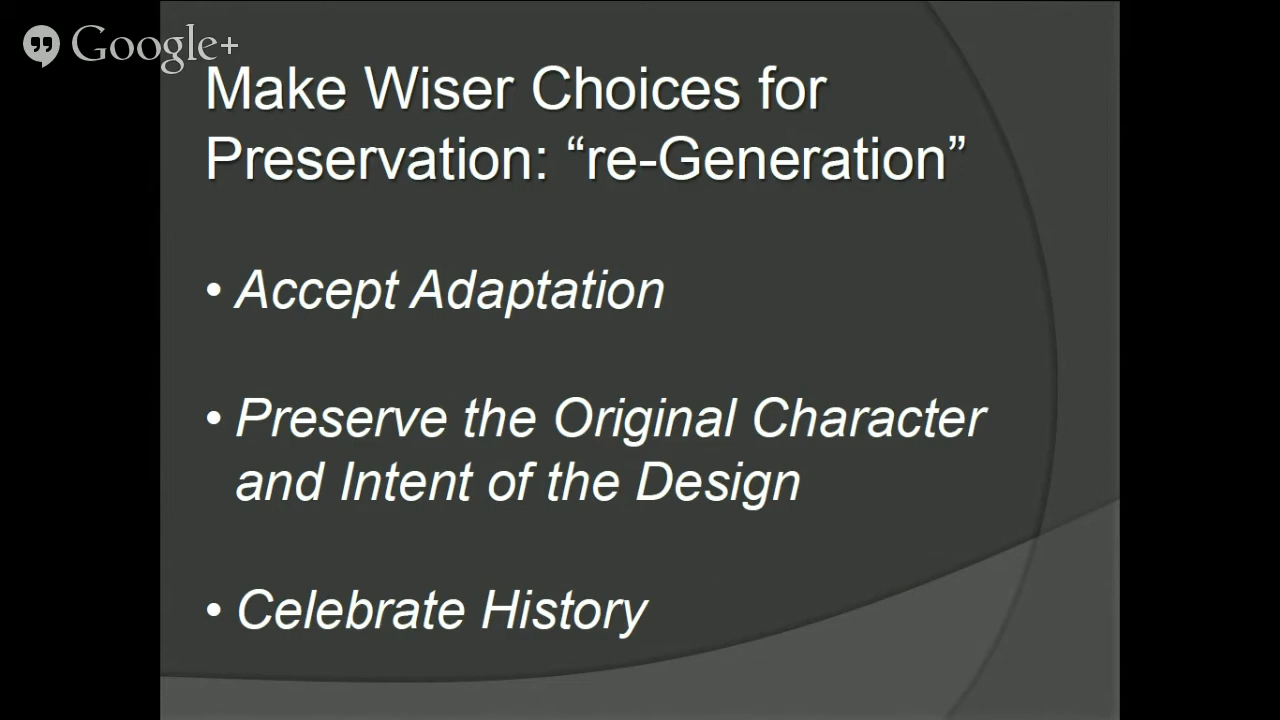 Google+
Make Wiser Choices for
Preservation: “re-Generation”
• Accept Adaptation
• Preserve the Original Character
and Intent of the Design
• Celebrate History